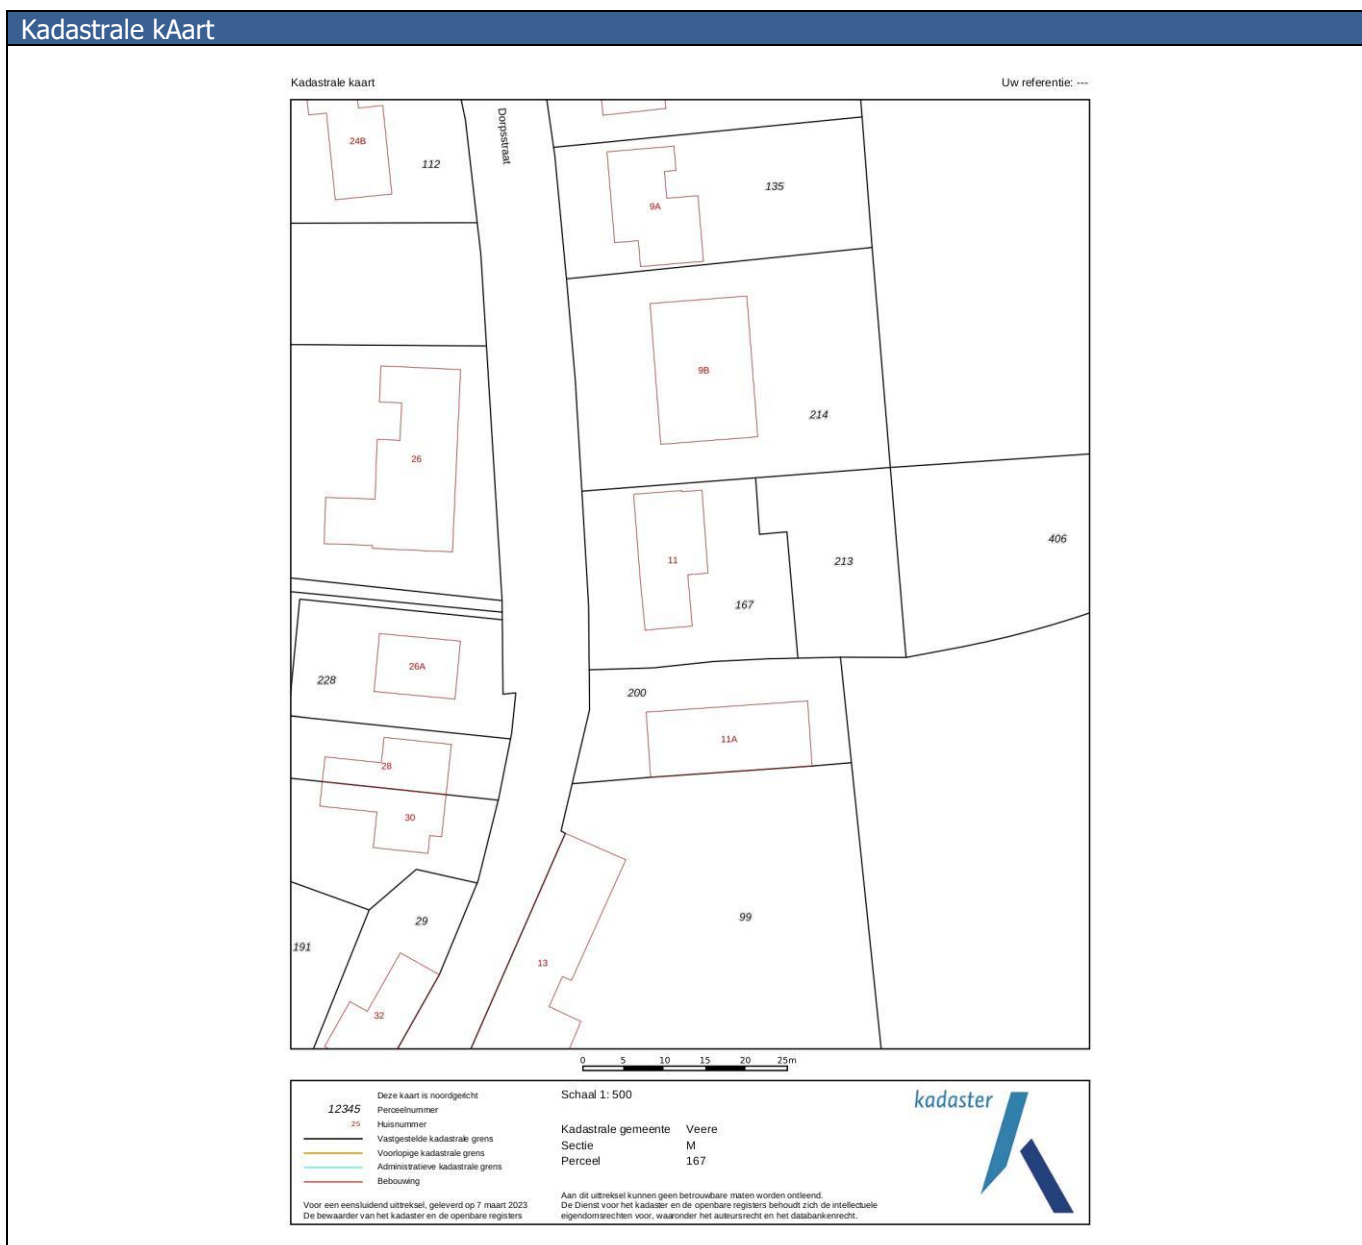 Kadastrale kAart
Kadastrale kaart
Uw referentie: ---
Dorpsstraat
24B
112
9A
135
9B
214
26
11
167
213
406
26A
228
200
11A
28
30
29
191
32
13
99
0 5 10 15 20 25m
Deze kaart is noordgericht
12345 Perceelnummer
25 Huisnummer
Vastgestelde kadastrale grens
Voorlopige kadastrale grens
Administratieve kadastrale grens
Bebouwing
Voor een eensluidend uittreksel, geleverd op 7 maart 2023
De bewaarder van het kadaster en de openbare registers
Schaal 1: 500
Kadastrale gemeente Veere
Sectie M
Perceel 167
Aan dit uittreksel kunnen geen betrouwbare maten worden ontleend.
De Dienst voor het kadaster en de openbare registers behoudt zich de intellectuele
eigendomsrechten voor, waaronder het auteursrecht en het databankenrecht.
kadaster